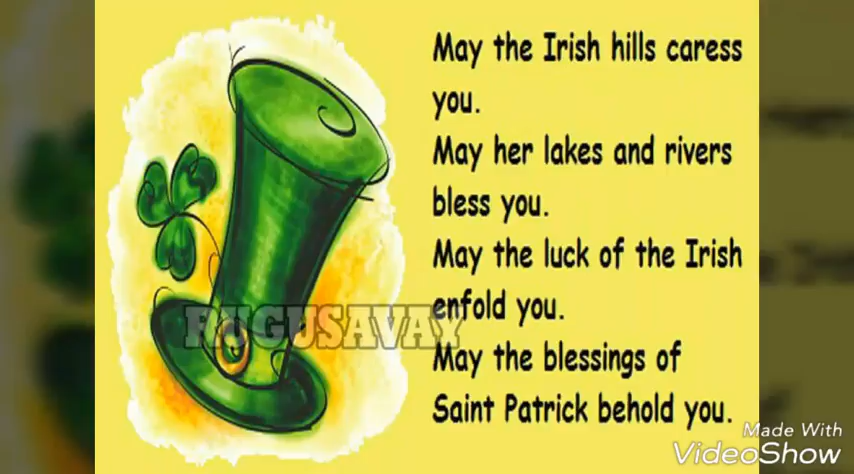 May the Irish hills caress
you.
May her lakes and rivers
bless you.
May the luck of the Irish
enfold you.
May the blessings of
Saint Patrick behold you.
RUGUSAVAY
Made With
VideoShow